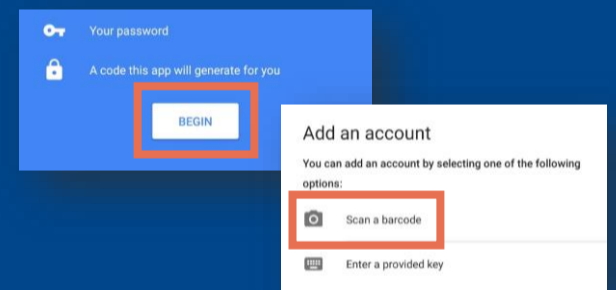 Your password
A code this app will generate for you
BEGIN
Add an account
You can add an account by selecting one of the following
options:
Scan a barcode
Enter a provided key